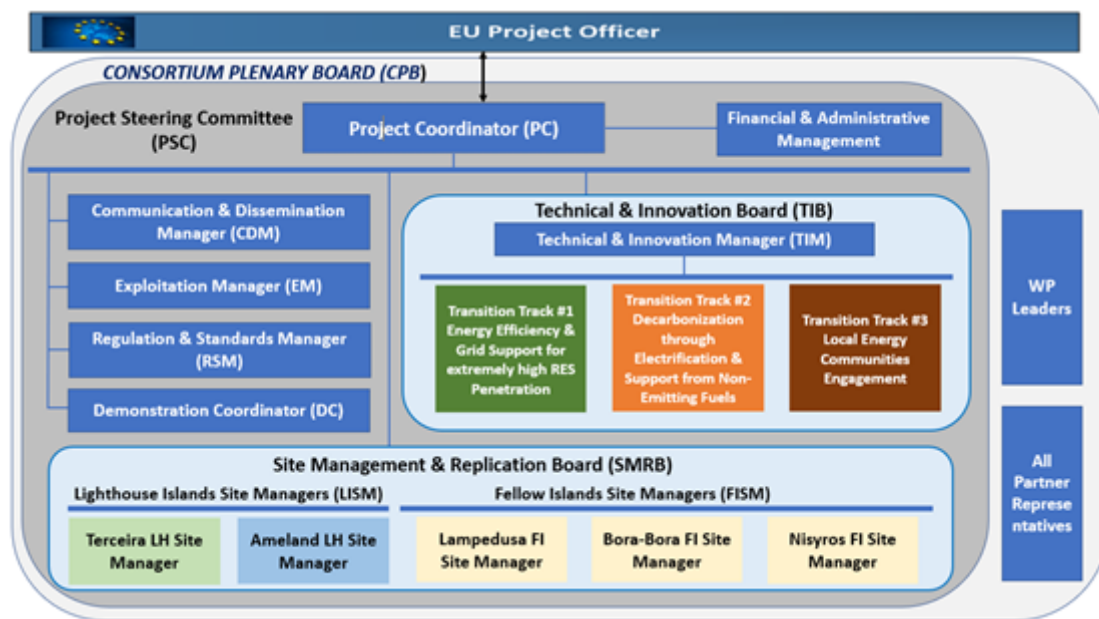 EU Project Officer
CONSORTIUM PLENARY BOARD (CPB)
Project Steering Committee
(PSC)
Project Coordinator (PC)
Financial & Administrative
Management
Communication & Dissemination
Manager (CDM)
Exploitation Manager (EM)
Regulation & Standards Manager
(RSM)
Demonstration Coordinator (DC)
Technical & Innovation Board (TIB)
Technical & Innovation Manager (TIM)
Transition Track #1
Energy Efficiency &
Grid Support for
extremely high RES
Penetration
Transition Track #2
Decarbonization
through
Electrification &
Support from Non-
Emitting Fuels
Transition Track #3
Local Energy
Communities
Engagement
WP
Leaders
All
Partner
Represe
ntatives
Site Management & Replication Board (SMRB)
Lighthouse Islands Site Managers (LISM)
Fellow Islands Site Managers (FISM)
Terceira LH Site
Manager
Ameland LH Site
Manager
Lampedusa FI
Site Manager
Bora-Bora FI Site
Manager
Nisyros FI Site
Manager